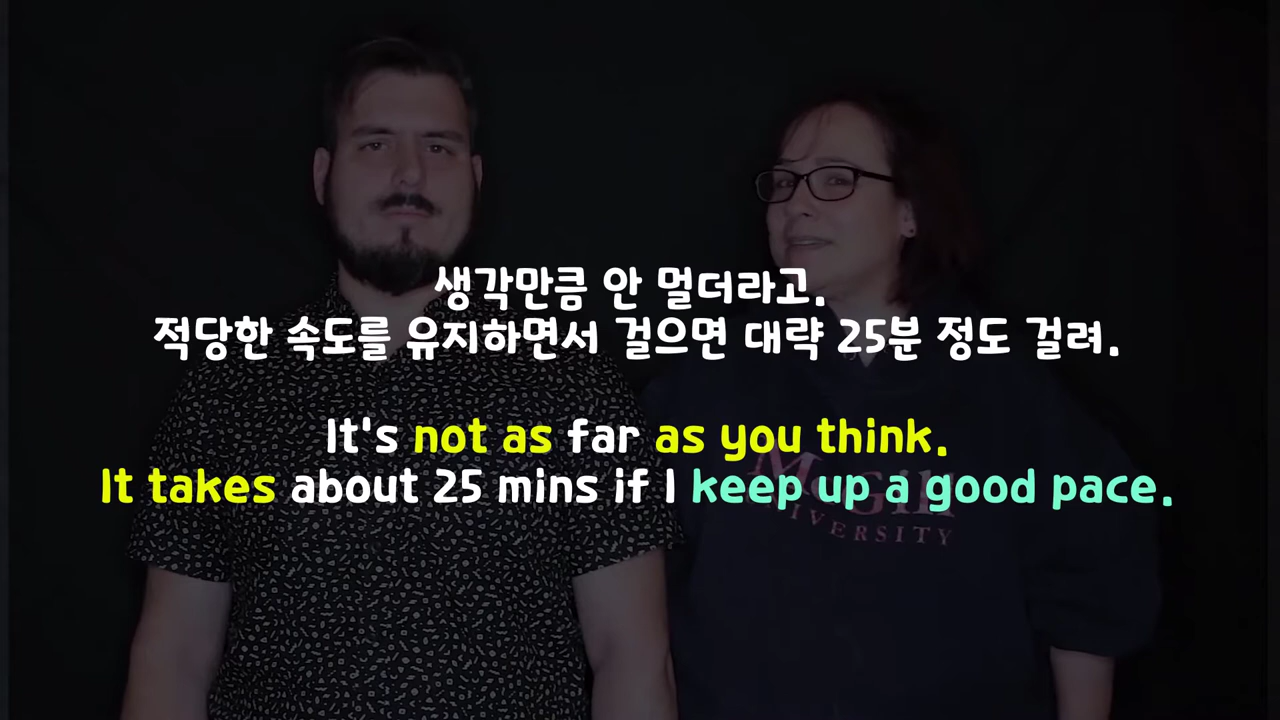 생각만큼 안 멀더라고.
적당한 속도를 유지하면서 걸으면 대략 25분 정도 걸려.
It's not as far as you think.
It takes about 25 mins if I keep up a good pace.
McGill
UNIVERSITY